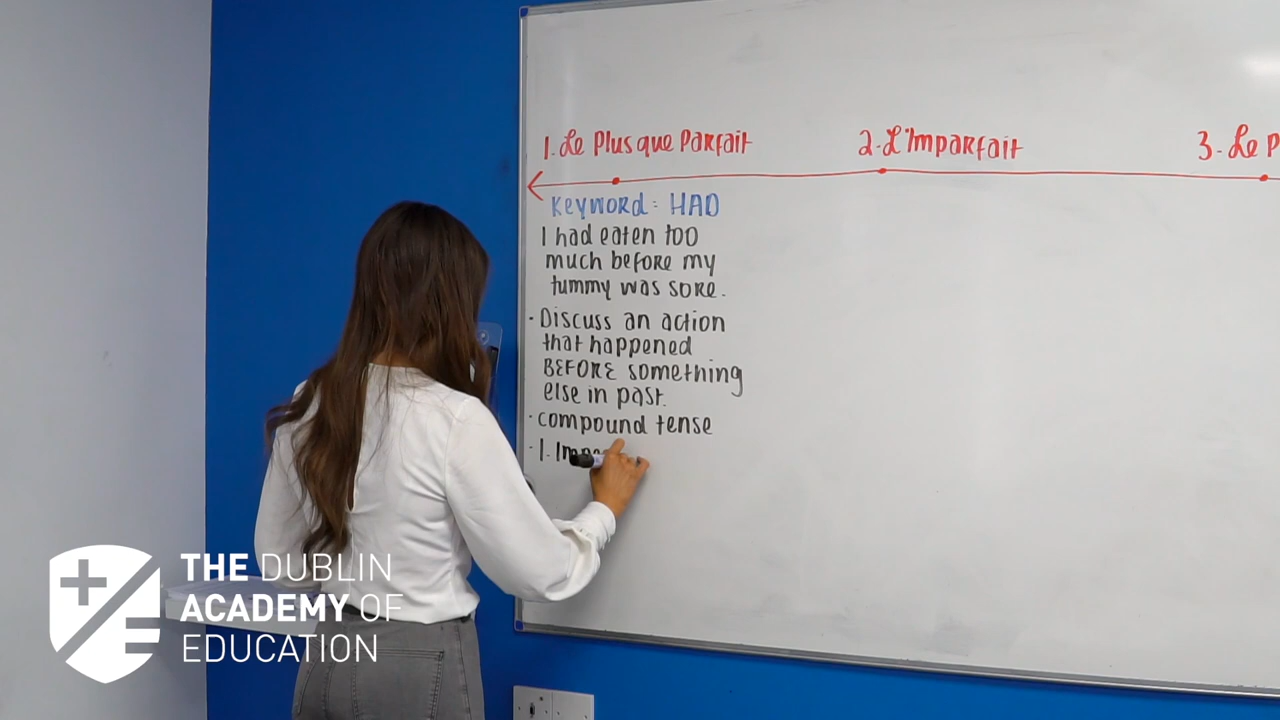 1. Le Plus que Parfait
2. L'Imparfait
3. Le P
Keyword: HAD
I had eaten too
much before my
tummy was sore.
· Discuss an action
that happened
BEFORE something
else in past.
· compound tense
· 1. Impe
THE DUBLIN
ACADEMY OF
EDUCATION